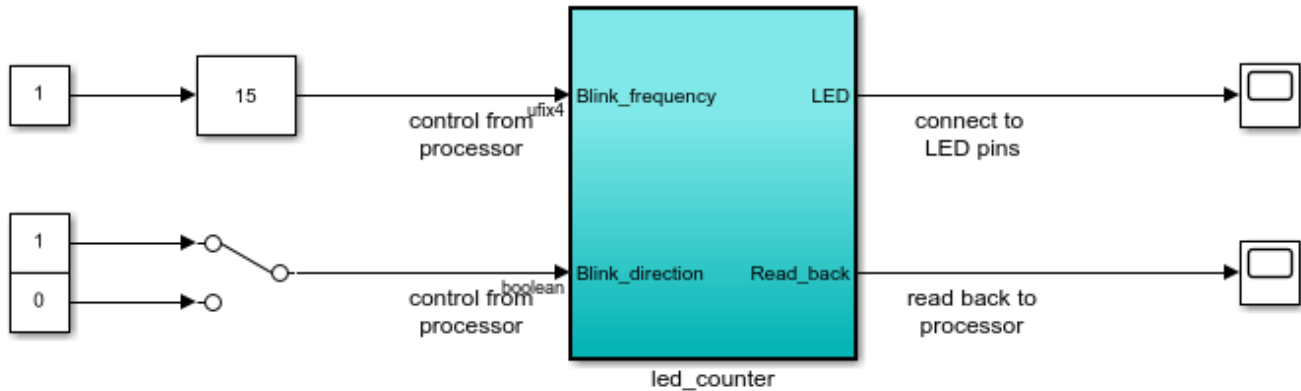 1
15
Blink_frequency
LED
ufix4
control from
processor
connect to
LED pins
1
0
Blink_direction
Read_back
boolean
control from
processor
read back to
processor
led_counter